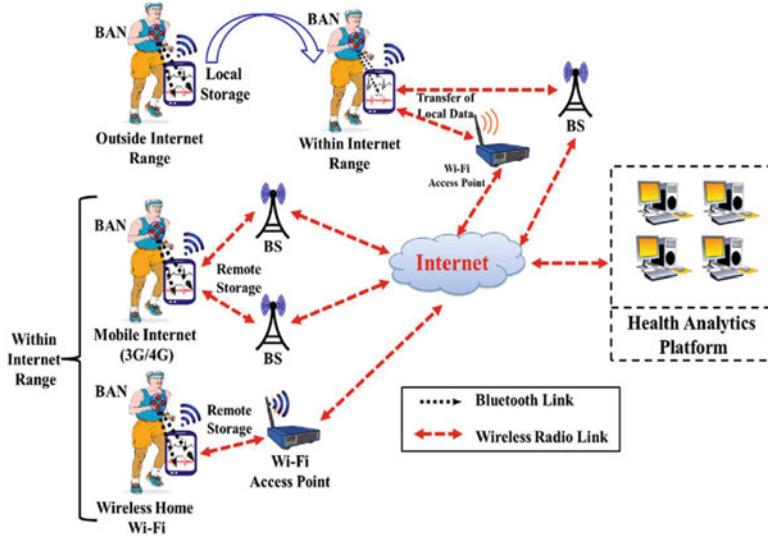 BAN
Local
Storage
Outside Internet
Range
BAN
Within Internet
Range
Transfer of
Local Data
Wi-Fi
Access Point
BS
Within
Internet
Range
BAN
Remote
Storage
Mobile Internet
(3G/4G)
BS
BS
BAN
Remote
Storage
Wireless Home
Wi-Fi
Wi-Fi
Access Point
Internet
Health Analytics
Platform
Bluetooth Link
Wireless Radio Link